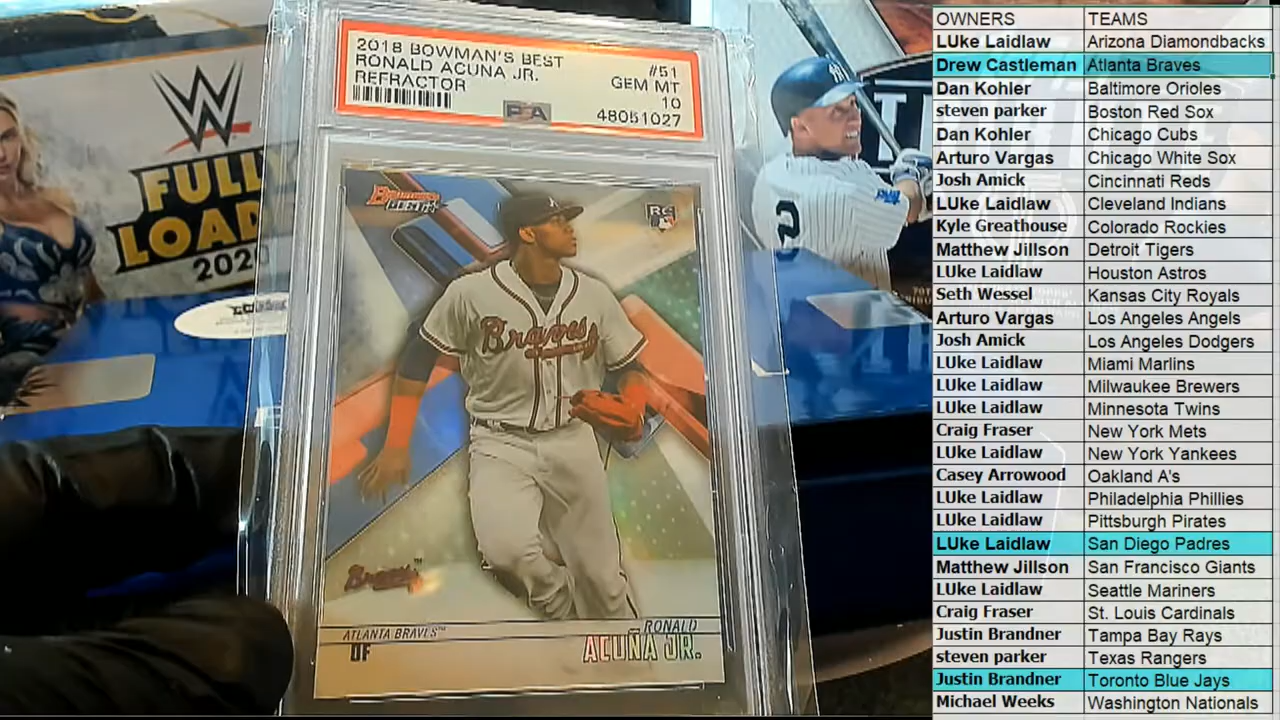 2018 BOWMAN'S BEST
RONALD ACUNA JR.
REFRACTOR
#51
GEM MT
10
PSA
48051027
W
FULLY
LOAD
2020
Bowman's
BEST
RC
Braves
Braves
ATLANTA BRAVES™
OF
RONALD
ACUÑA JR.
2
OWNERS TEAMS
LUke Laidlaw Arizona Diamondbacks
Drew Castleman Atlanta Braves
Dan Kohler Baltimore Orioles
steven parker Boston Red Sox
Dan Kohler Chicago Cubs
Arturo Vargas Chicago White Sox
Josh Amick Cincinnati Reds
LUke Laidlaw Cleveland Indians
Kyle Greathouse Colorado Rockies
Matthew Jillson Detroit Tigers
LUke Laidlaw Houston Astros
Seth Wessel Kansas City Royals
Arturo Vargas Los Angeles Angels
Josh Amick Los Angeles Dodgers
LUke Laidlaw Miami Marlins
LUke Laidlaw Milwaukee Brewers
LUke Laidlaw Minnesota Twins
Craig Fraser New York Mets
LUke Laidlaw New York Yankees
Casey Arrowood Oakland A's
LUke Laidlaw Philadelphia Phillies
LUke Laidlaw Pittsburgh Pirates
LUke Laidlaw San Diego Padres
Matthew Jillson San Francisco Giants
LUke Laidlaw Seattle Mariners
Craig Fraser St. Louis Cardinals
Justin Brandner Tampa Bay Rays
steven parker Texas Rangers
Justin Brandner Toronto Blue Jays
Michael Weeks Washington Nationals